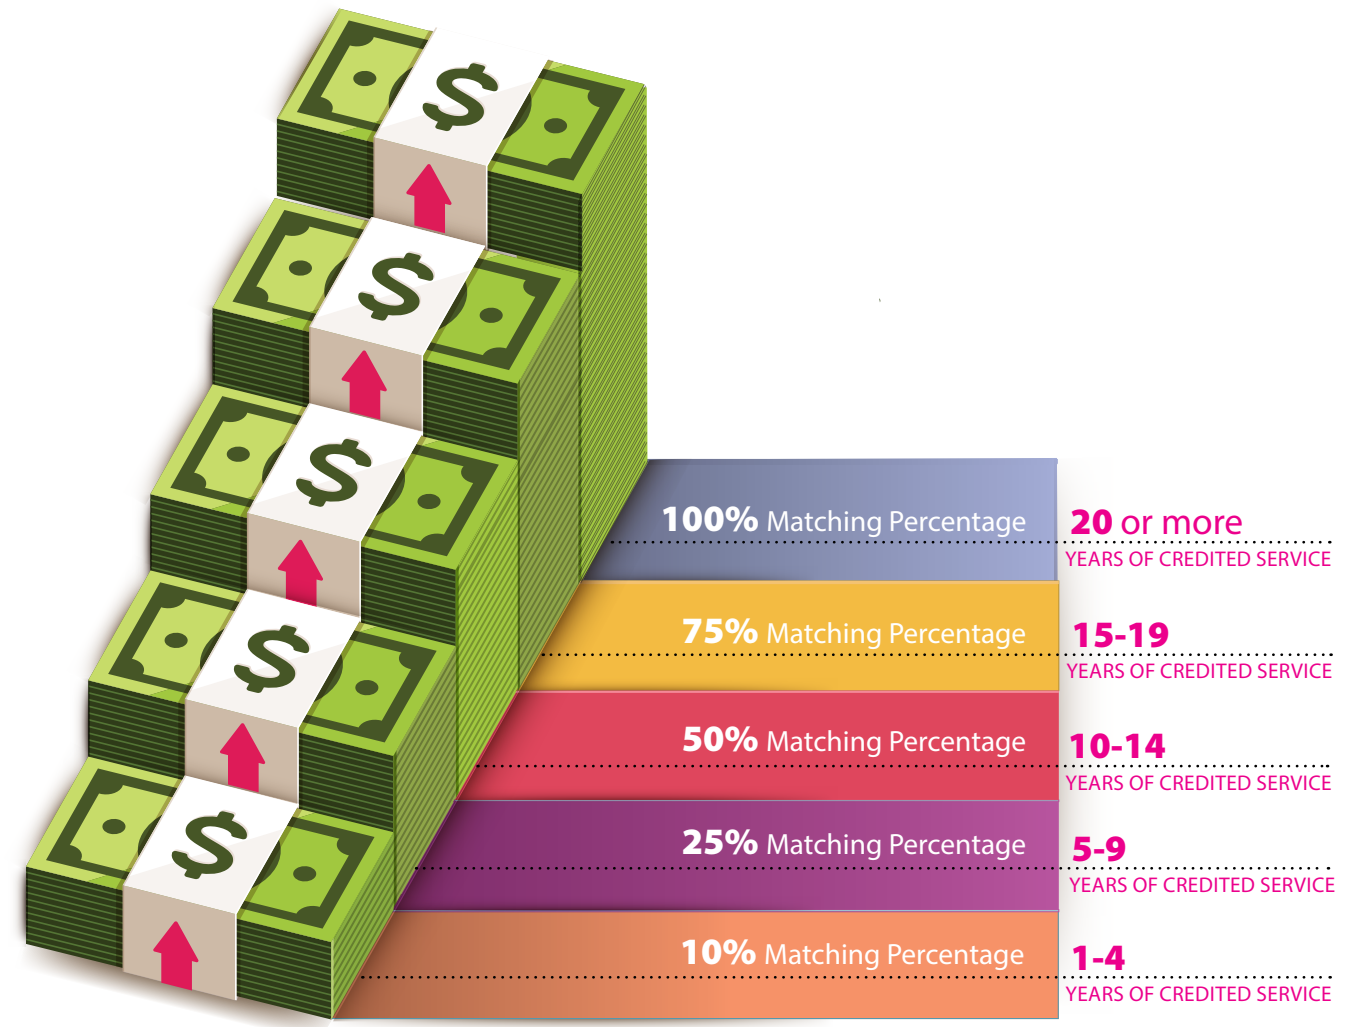 $
$
$
$
$
100% Matching Percentage
20 or more
YEARS OF CREDITED SERVICE
75% Matching Percentage
15-19
YEARS OF CREDITED SERVICE
50% Matching Percentage
10-14
YEARS OF CREDITED SERVICE
25% Matching Percentage
5-9
YEARS OF CREDITED SERVICE
10% Matching Percentage
1-4
YEARS OF CREDITED SERVICE